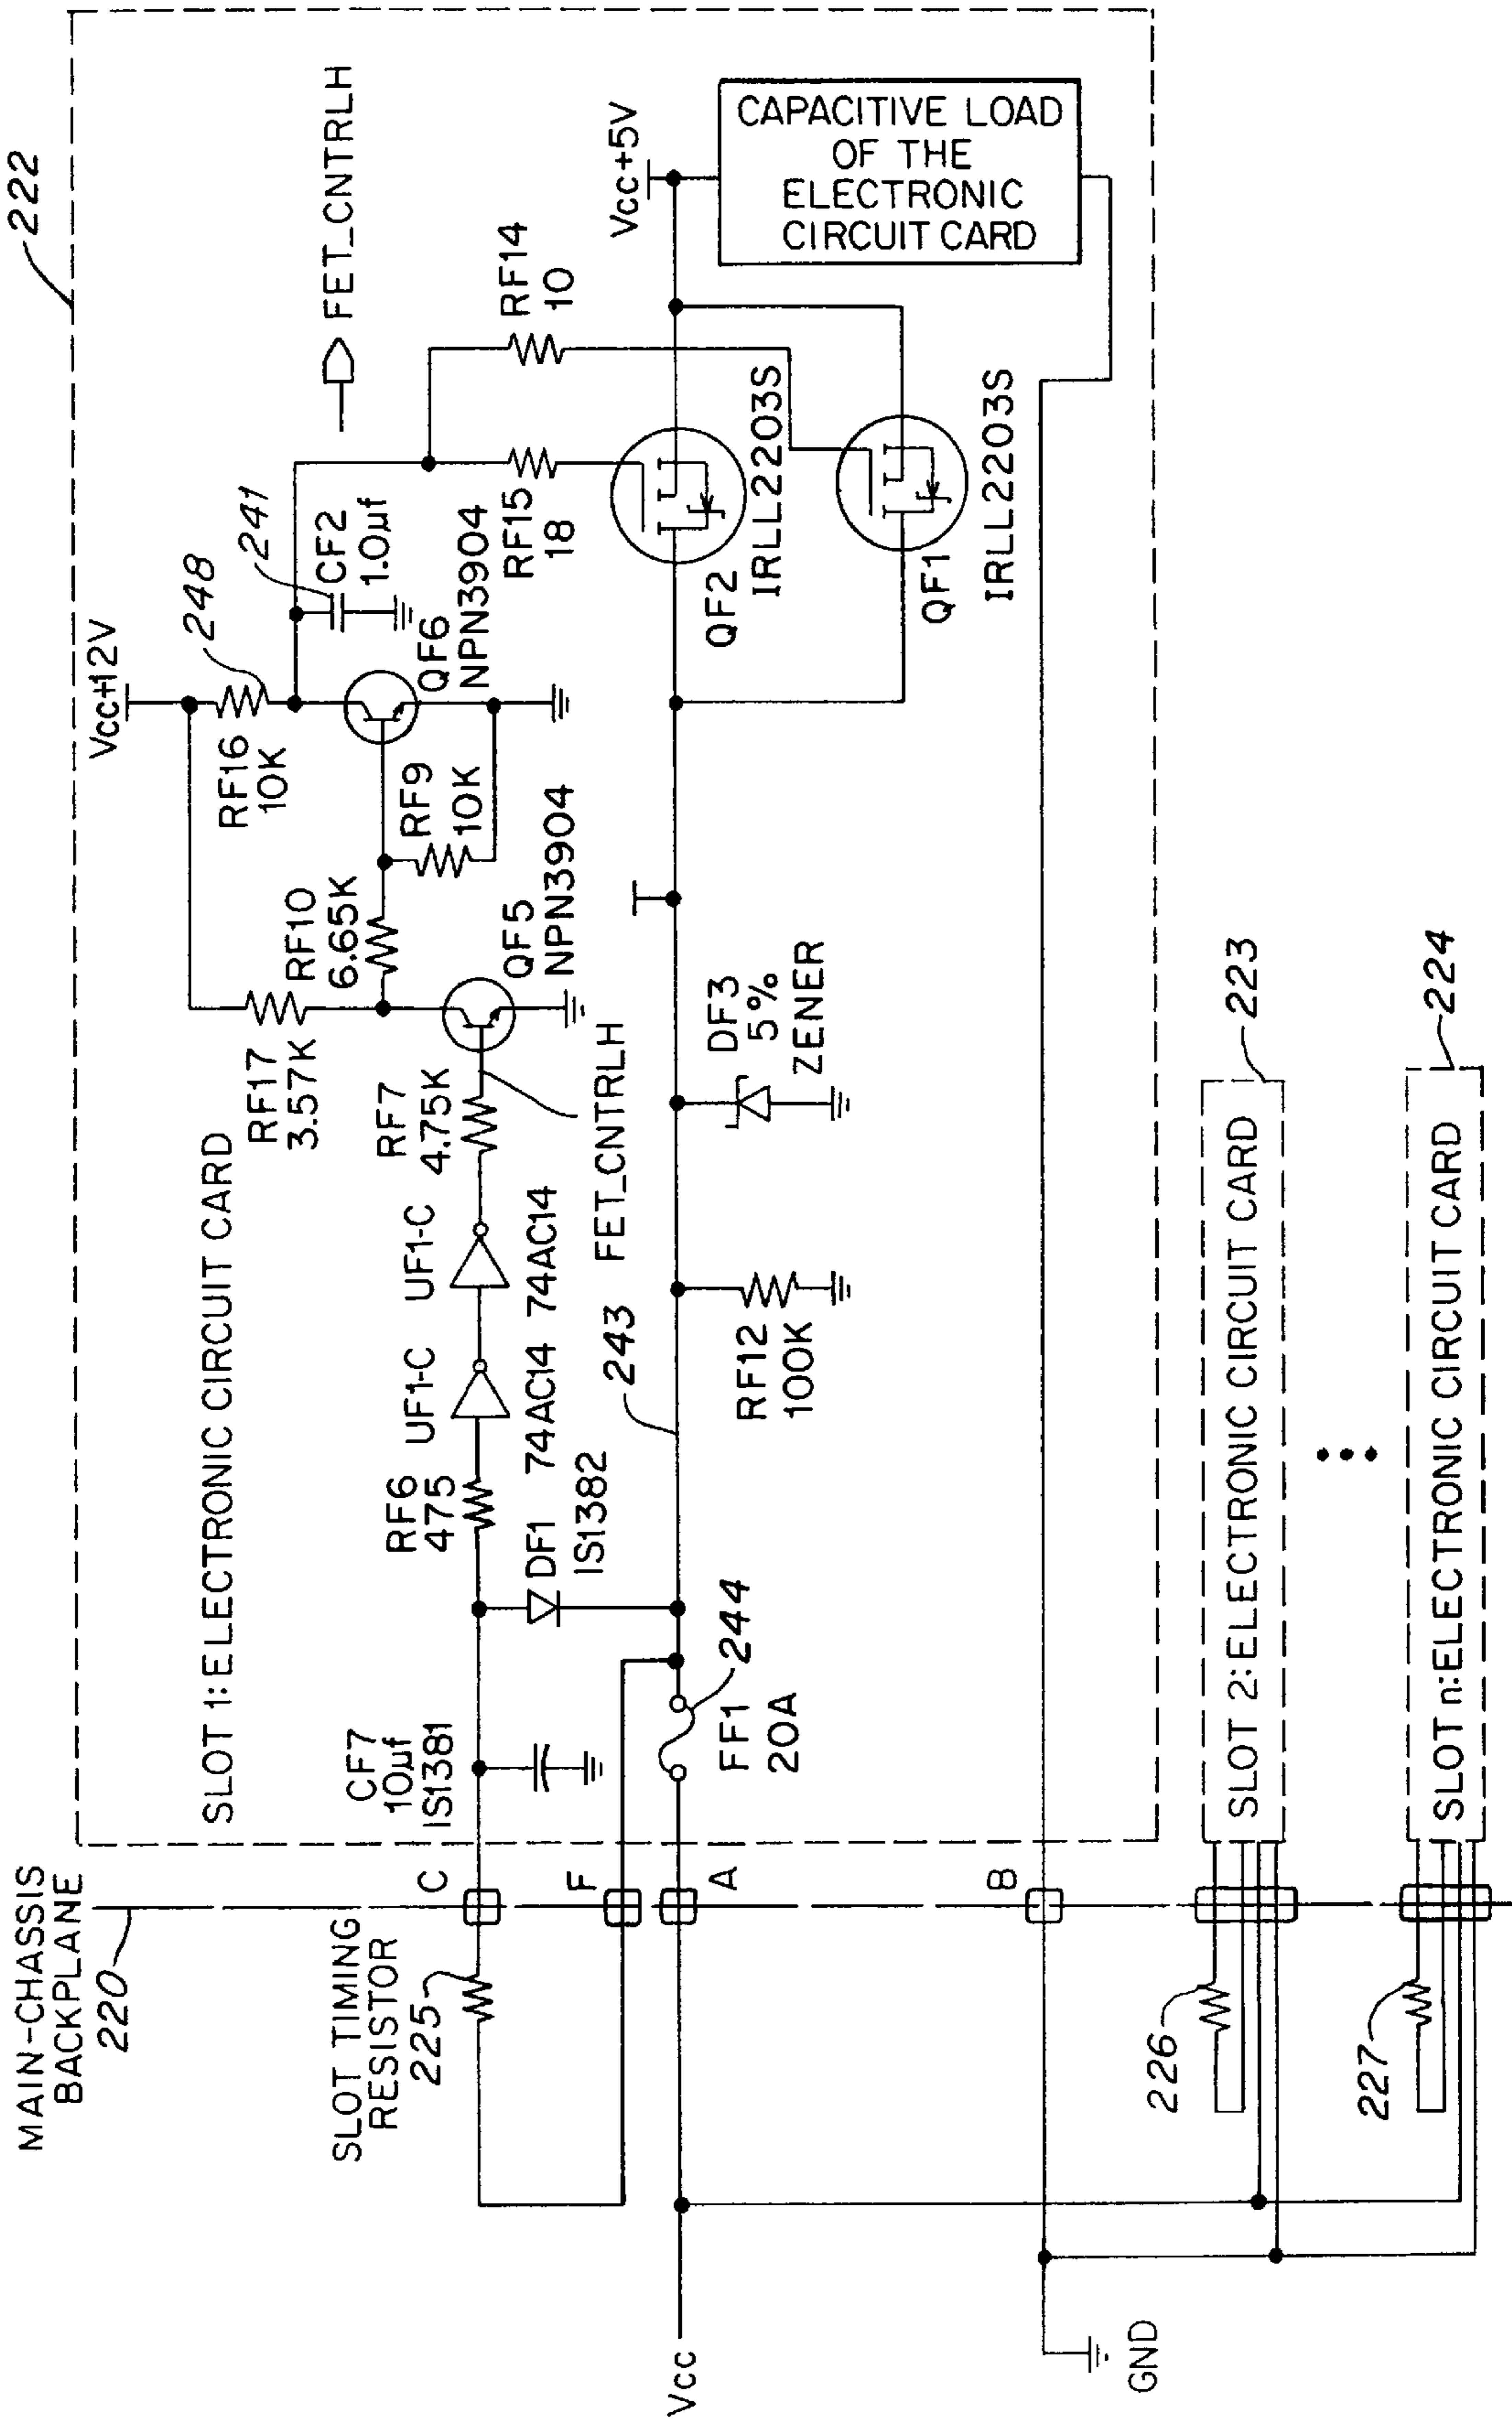 MAIN-CHASSIS
BACKPLANE
220
SLOT TIMING
RESISTOR
225
C
F
A
B
Vcc
GND
226
227
222
SLOT 1:ELECTRONIC CIRCUIT CARD
CF7
10µf
IS1381
RF6
475
DF1
IS1382
UF1-C
74AC14
UF1-C
74AC14
RF7
4.75K
FET_CNTRLH
RF17
3.57K
RF10
6.65K
QF5
NPN3904
RF9
10K
RF16
10K
Vcc+12V
248
241
QF6
NPN3904
CF2
1.0µf
FET_CNTRLH
RF15
18
RF14
10
QF2
IRLL2203S
QF1
IRLL2203S
Vcc+5V
CAPACITIVE LOAD
OF THE
ELECTRONIC
CIRCUIT CARD
FF1
20A
244
243
RF12
100K
DF3
5%
ZENER
SLOT 2:ELECTRONIC CIRCUIT CARD
223
SLOT n:ELECTRONIC CIRCUIT CARD
224